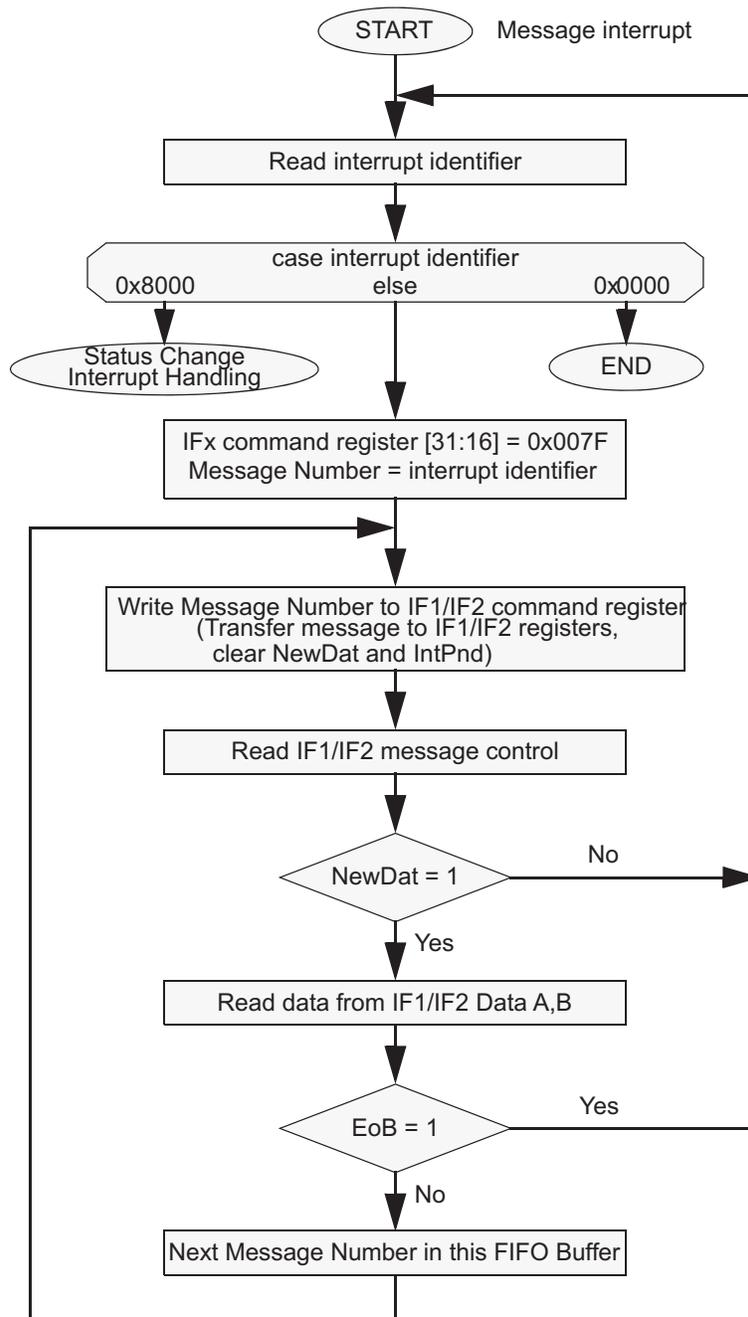 START
Message interrupt
Read interrupt identifier
case interrupt identifier
0x8000
else
0x0000
Status Change
Interrupt Handling
END
IFx command register [31:16] = 0x007F
Message Number = interrupt identifier
Write Message Number to IF1/IF2 command register
(Transfer message to IF1/IF2 registers,
clear NewDat and IntPnd)
Read IF1/IF2 message control
NewDat = 1
No
Yes
Read data from IF1/IF2 Data A,B
EoB = 1
Yes
No
Next Message Number in this FIFO Buffer